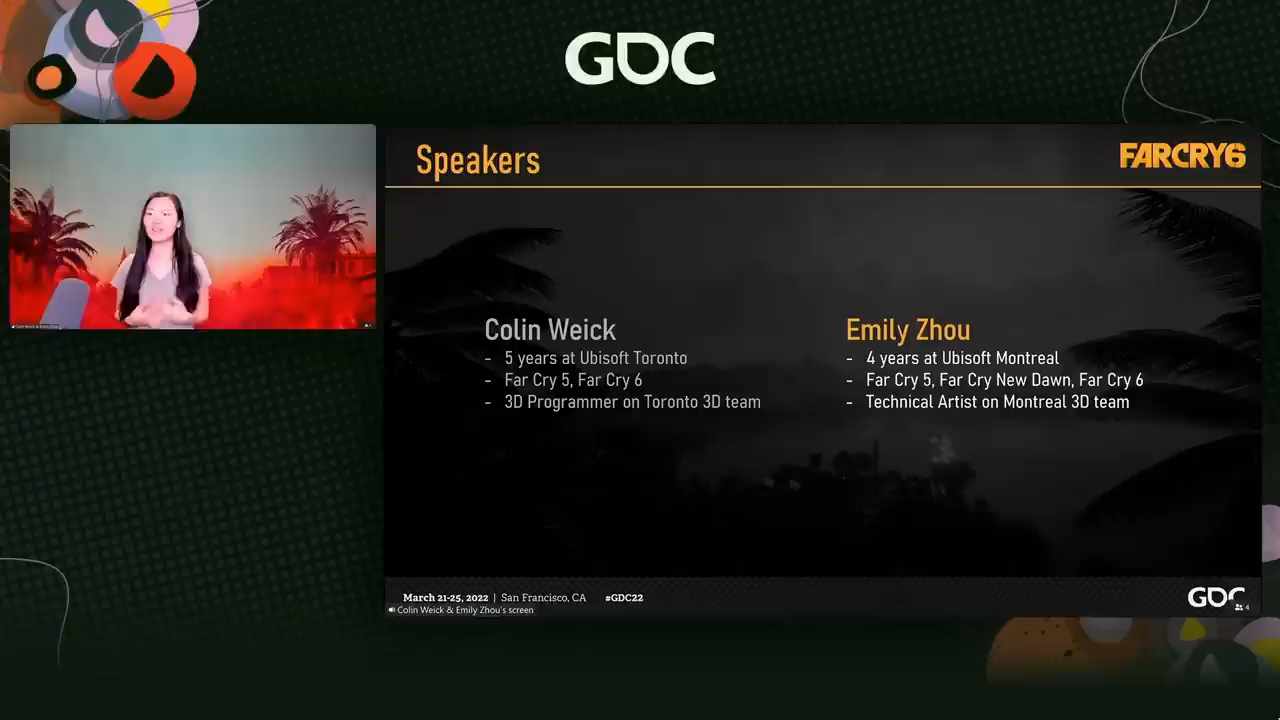 GDC
Speakers
FARCRY6
Colin Weick
- 5 years at Ubisoft Toronto
- Far Cry 5, Far Cry 6
- 3D Programmer on Toronto 3D team
Emily Zhou
- 4 years at Ubisoft Montreal
- Far Cry 5, Far Cry New Dawn, Far Cry 6
- Technical Artist on Montreal 3D team
March 21-25, 2022 | San Francisco, CA #GDC22
Colin Weick & Emily Zhou's screen
GDC
4